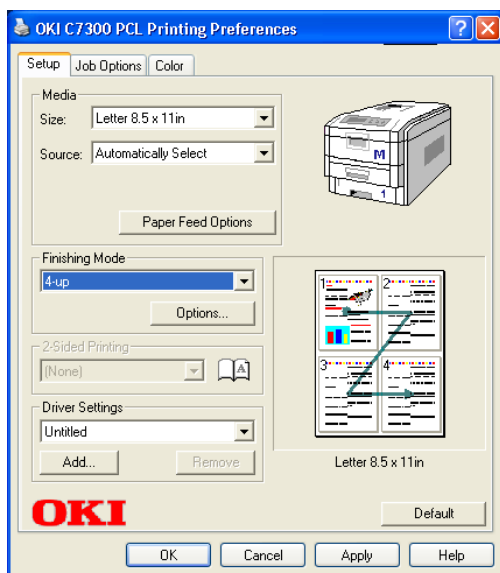 OKI C7300 PCL Printing Preferences
Setup Job Options Color
Media
Size: Letter 8.5 x 11in
Source: Automatically Select
M
1
Paper Feed Options
Finishing Mode
4-up
Options...
1 2
3 4
2-Sided Printing
(None)
A
Driver Settings
Untitled
Add... Remove
Letter 8.5 x 11in
OKI
Default
OK Cancel Apply Help